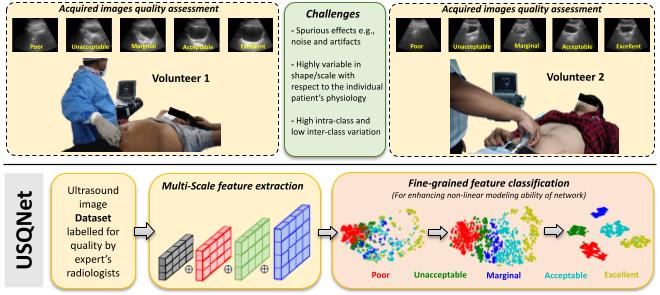 Acquired images quality assessment
Poor
Unacceptable
Marginal
Acceptable
Excellent
Volunteer 1
Challenges
- Spurious effects e.g.,
noise and artifacts
- Highly variable in
shape/scale with
respect to the individual
patient's physiology
- High intra-class and
low inter-class variation
Acquired images quality assessment
Poor
Unacceptable
Marginal
Acceptable
Excellent
Volunteer 2
USQNet
Ultrasound
image
Dataset
labelled for
quality by
expert's
radiologists
Multi-Scale feature extraction
Fine-grained feature classification
(For enhancing non-linear modeling ability of network)
Poor
Unacceptable
Marginal
Acceptable
Excellent